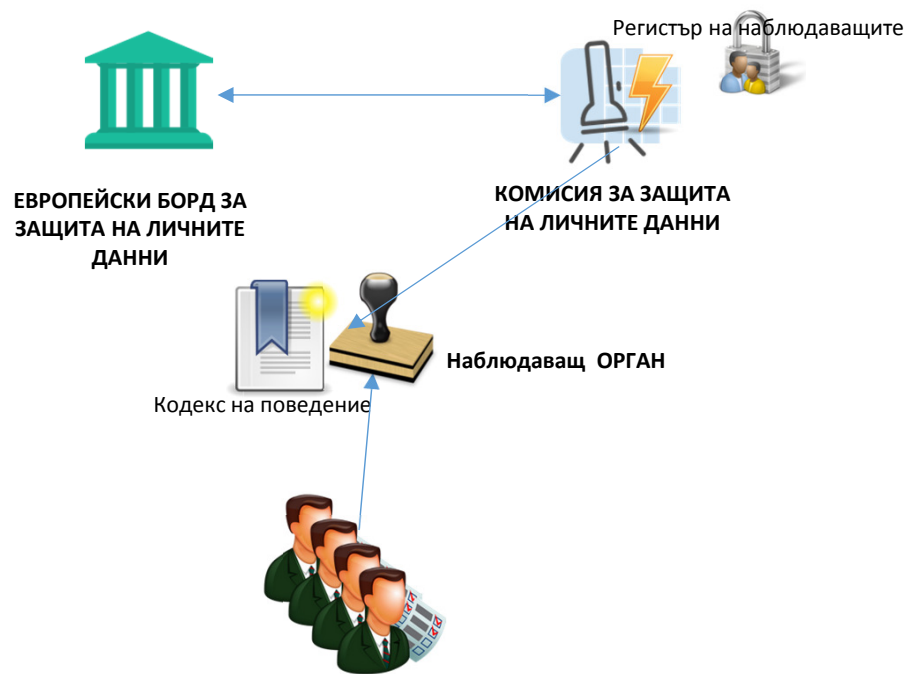 Регистър на наблюдаващите
ЕВРОПЕЙСКИ БОРД ЗА
ЗАЩИТА НА ЛИЧНИТЕ
ДАННИ
КОМИСИЯ ЗА ЗАЩИТА
НА ЛИЧНИТЕ ДАННИ
Наблюдаващ ОРГАН
Кодекс на поведение